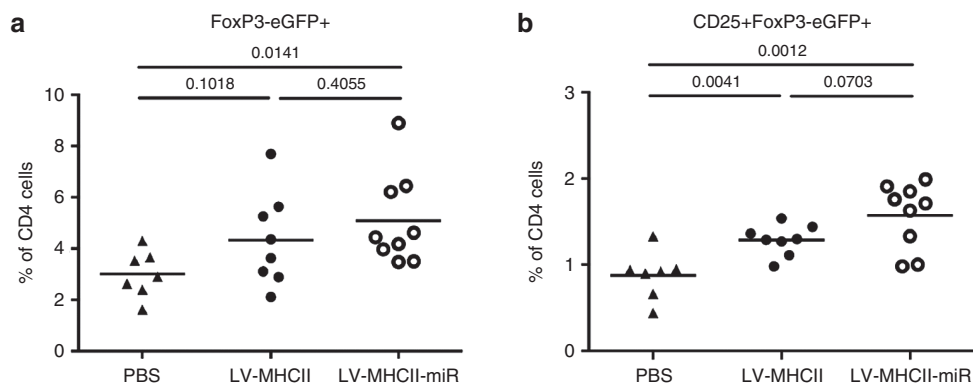 a
FoxP3-eGFP+
0.0141
0.1018
0.4055
10
8
6
4
2
0
% of CD4 cells
PBS
LV-MHCII
LV-MHCII-miR
b
CD25+FoxP3-eGFP+
0.0012
0.0041
0.0703
3
2
1
0
% of CD4 cells
PBS
LV-MHCII
LV-MHCII-miR